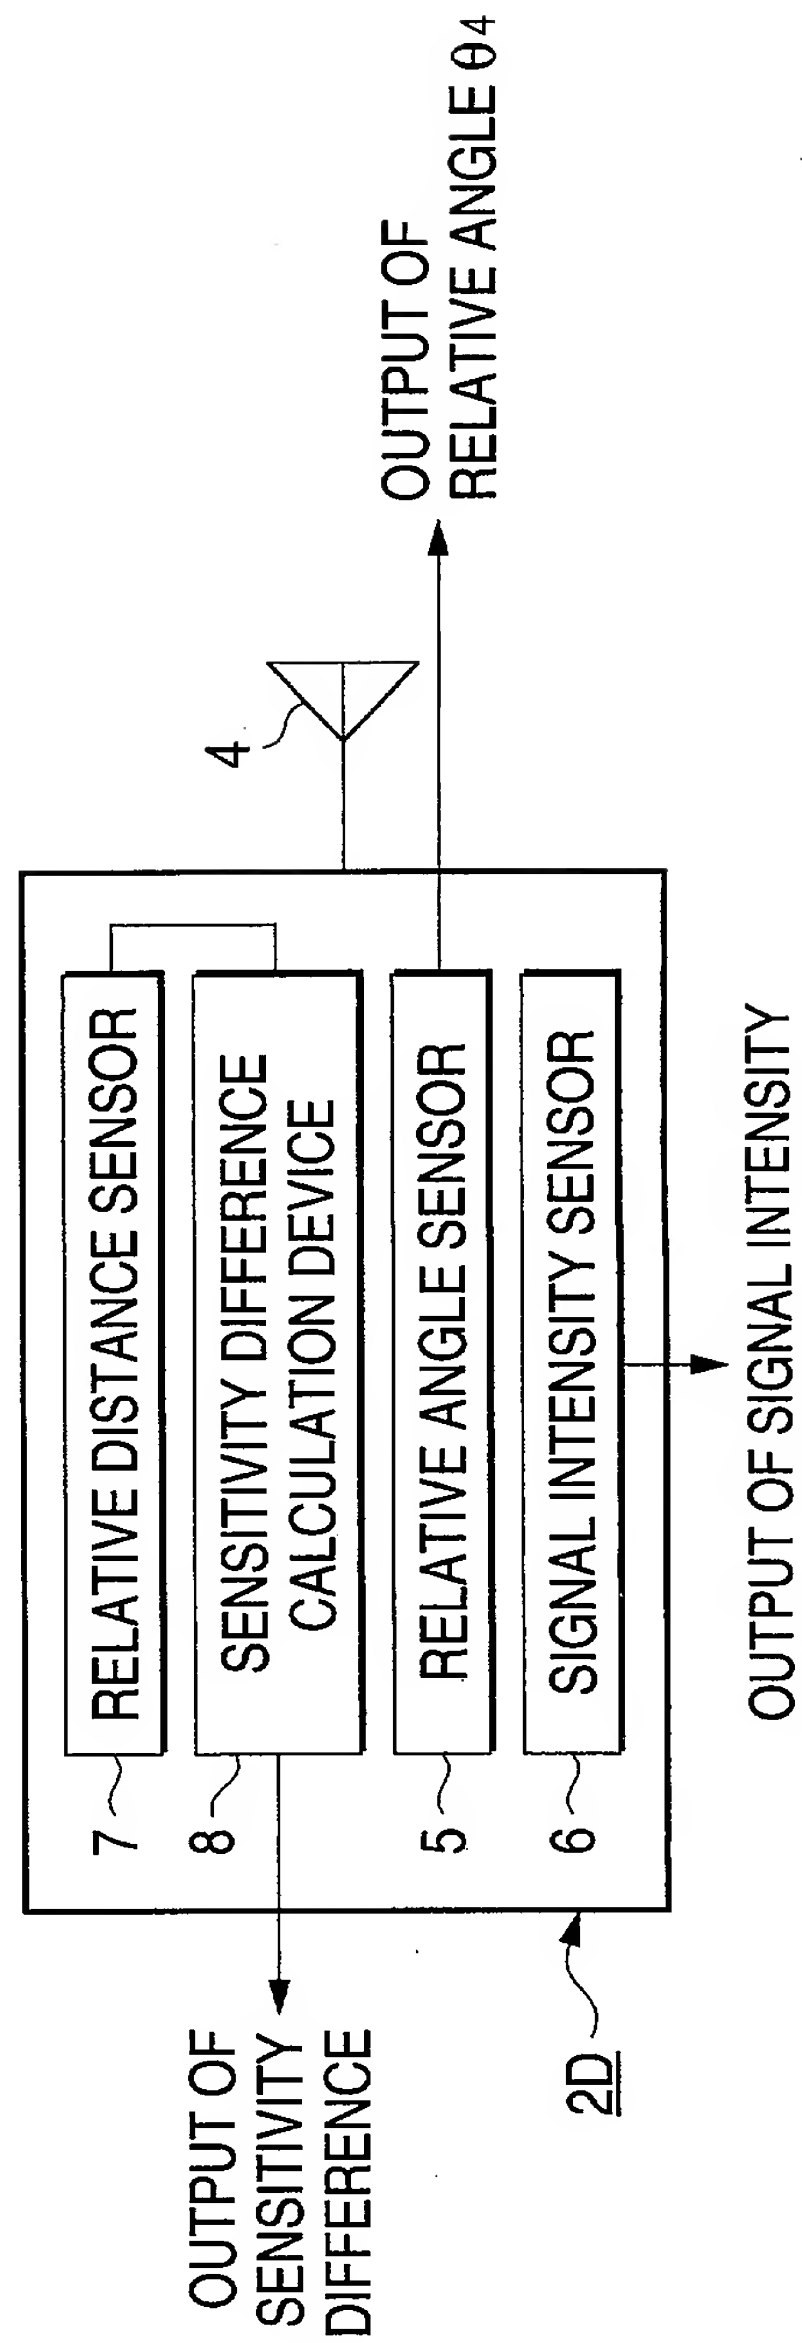 4
7
RELATIVE DISTANCE SENSOR
8
SENSITIVITY DIFFERENCE
CALCULATION DEVICE
5
RELATIVE ANGLE SENSOR
6
SIGNAL INTENSITY SENSOR
OUTPUT OF
SENSITIVITY
DIFFERENCE
OUTPUT OF
RELATIVE ANGLE θ4
2D
OUTPUT OF SIGNAL INTENSITY